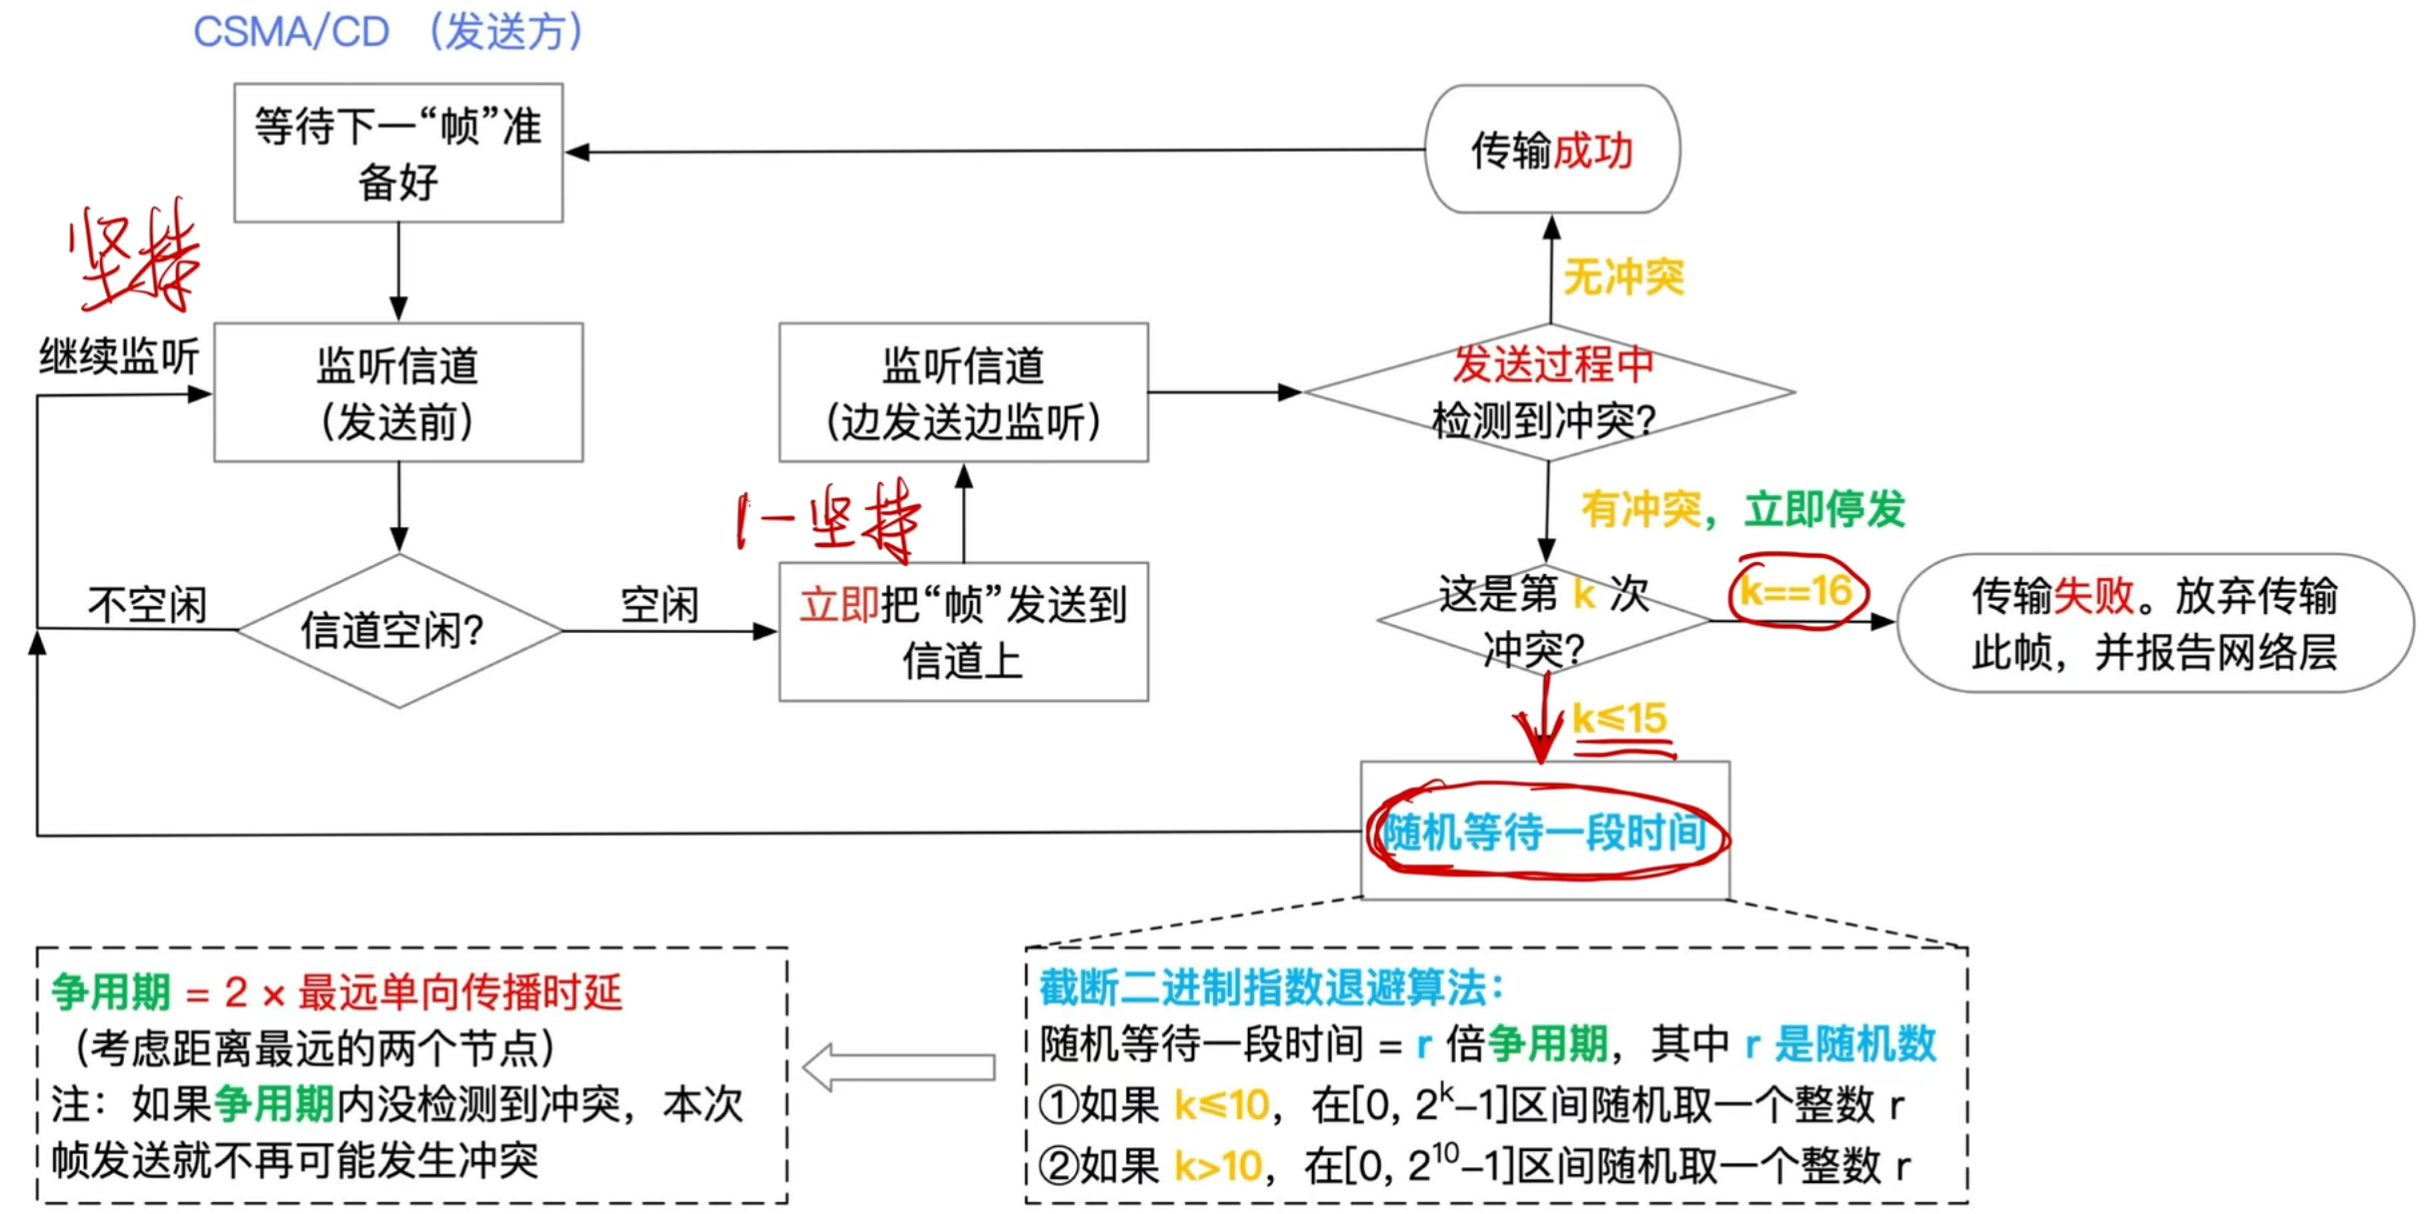 CSMA/CD （发送方）
等待下一“帧”准
备好
传输成功
坚持
无冲突
继续监听
监听信道
（发送前）
监听信道
（边发送边监听）
发送过程中
检测到冲突?
1-坚持
有冲突，立即停发
不空闲
信道空闲?
空闲
立即把“帧”发送到
信道上
这是第 k 次
冲突?
k==16
传输失败。放弃传输
此帧，并报告网络层
k≤15
随机等待一段时间
争用期 = 2 × 最远单向传播时延
（考虑距离最远的两个节点）
注：如果争用期内没检测到冲突，本次
帧发送就不再可能发生冲突
截断二进制指数退避算法：
随机等待一段时间 = r 倍争用期，其中 r 是随机数
①如果 k≤10，在[0, 2^k–1]区间随机取一个整数 r
②如果 k>10，在[0, 2^10–1]区间随机取一个整数 r